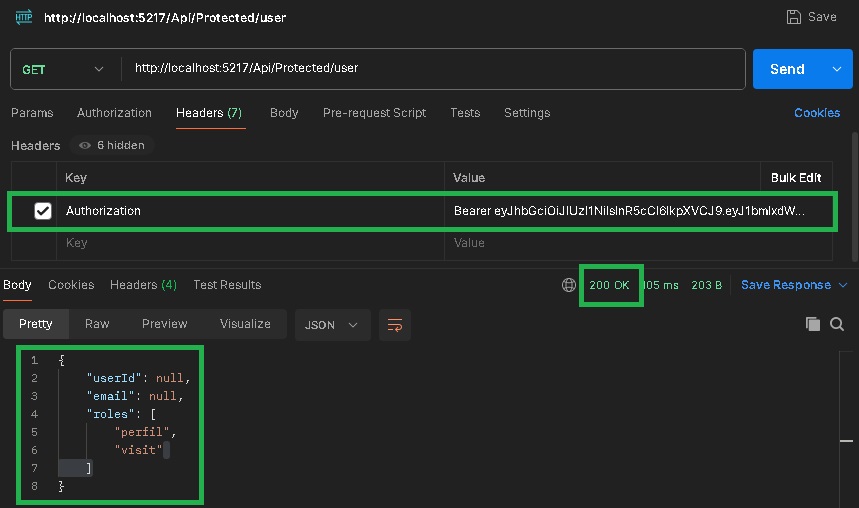 HTTP http://localhost:5217/Api/Protected/user Save
GET http://localhost:5217/Api/Protected/user Send
Params Authorization Headers (7) Body Pre-request Script Tests Settings Cookies
Headers 6 hidden
Key Value Bulk Edit
Authorization Bearer eyJhbGciOiJIUzI1NiIsInR5cCI6IkpXVCJ9.eyJ1bmlxdW...
Key Value
Body Cookies Headers (4) Test Results 200 OK 105 ms 203 B Save Response
Pretty Raw Preview Visualize JSON
1 {
2 "userId": null,
3 "email": null,
4 "roles": [
5 "perfil",
6 "visit"
7 ]
8 }